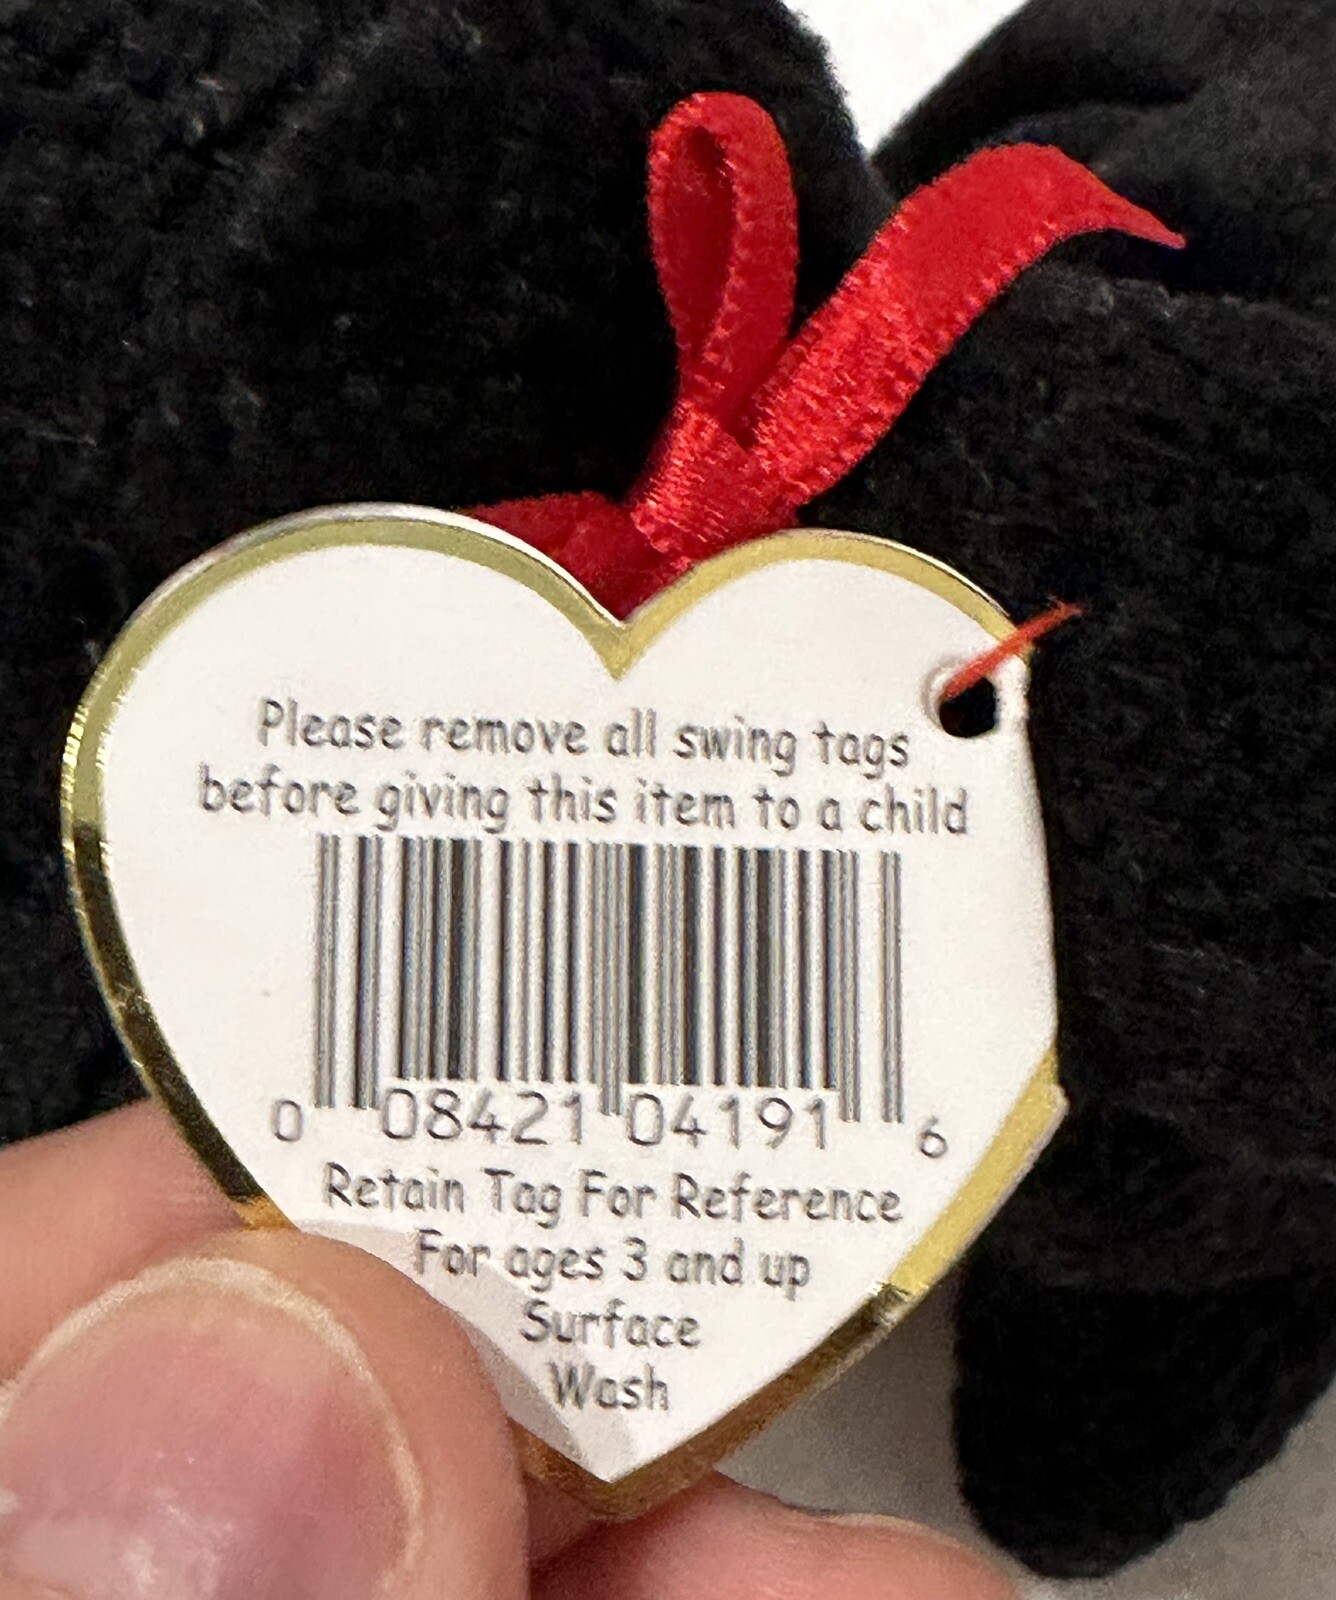 Please remove all swing tags
before giving this item to a child
0 08421 04191 6
Retain Tag For Reference
For ages 3 and up
Surface
Wash